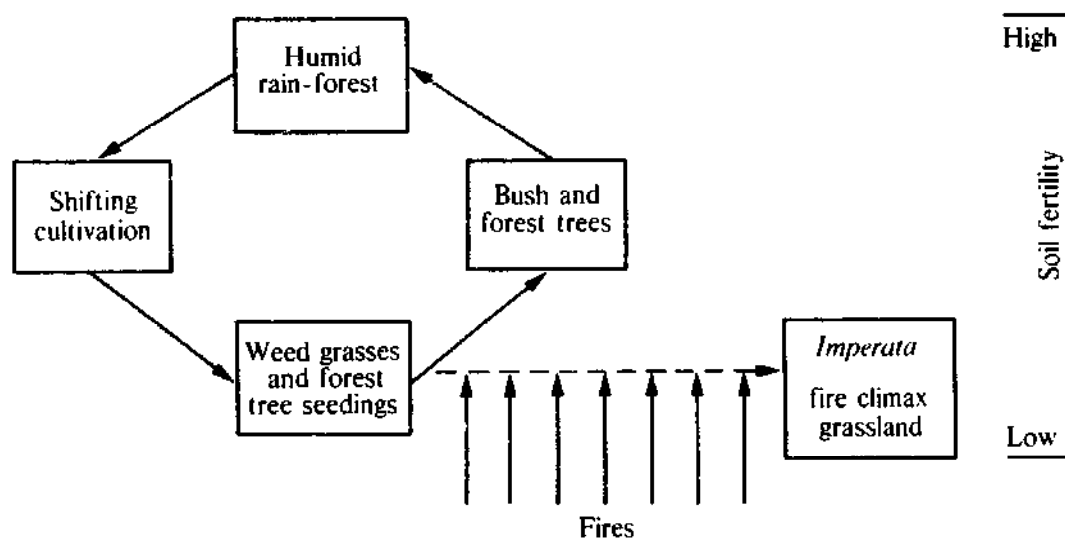 Humid
rain-forest
High
Shifting
cultivation
Bush and
forest trees
Soil fertility
Weed grasses
and forest
tree seedings
Imperata
fire climax
grassland
Low
Fires